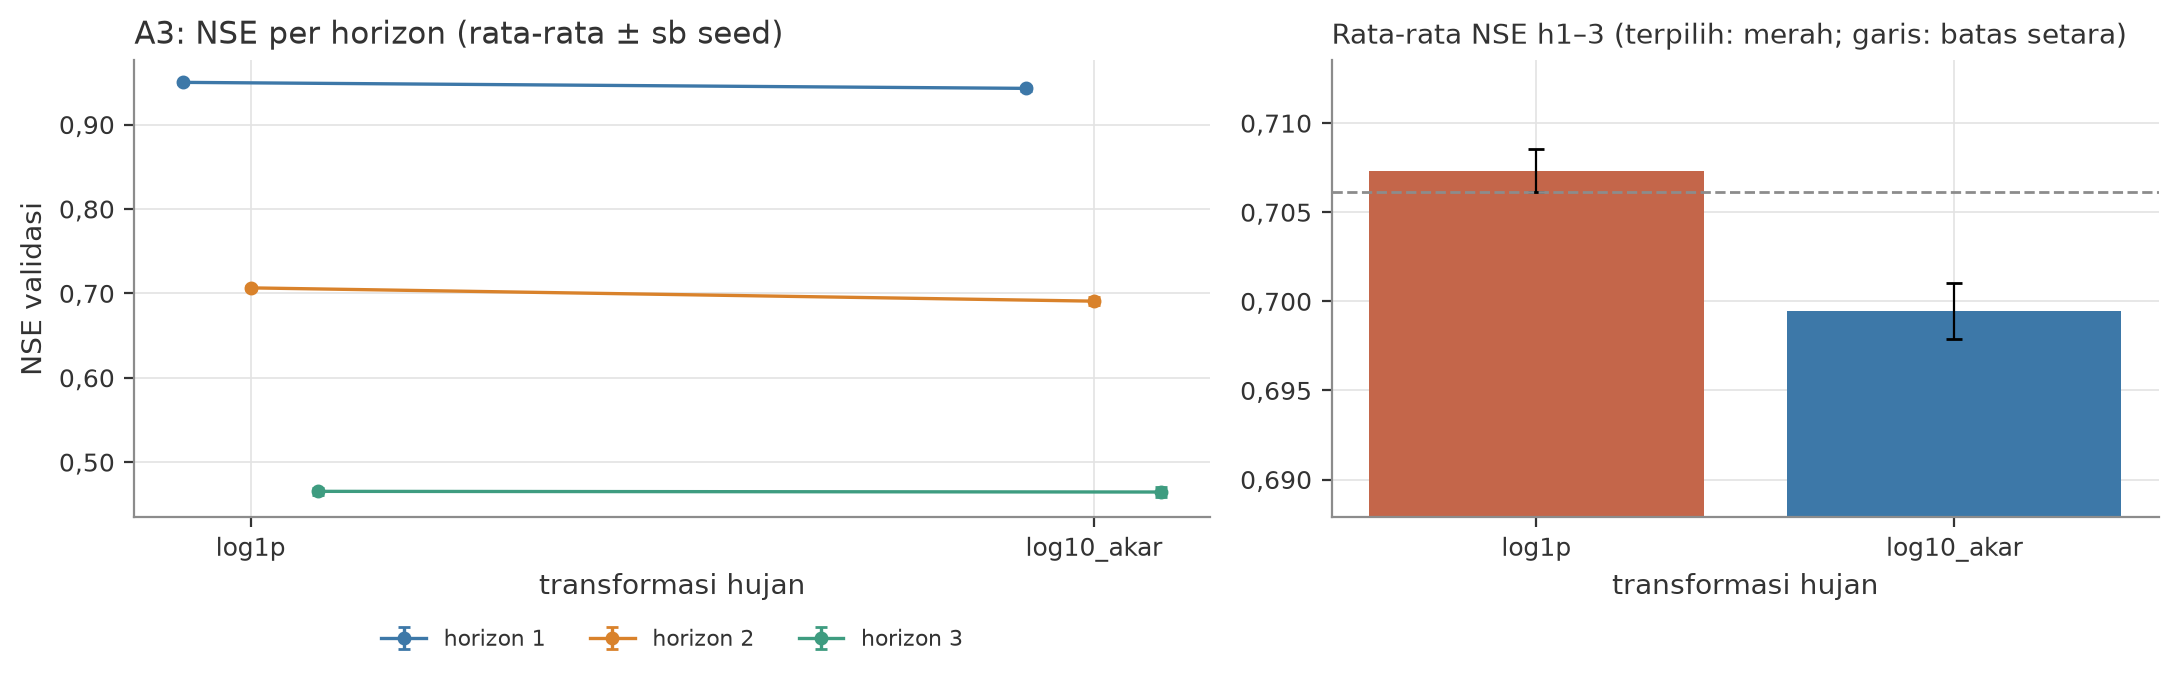 A3: NSE per horizon (rata-rata ± sb seed)
NSE validasi
0,90
0,80
0,70
0,60
0,50
log1p
log10_akar
transformasi hujan
horizon 1
horizon 2
horizon 3
Rata-rata NSE h1–3 (terpilih: merah; garis: batas setara)
0,710
0,705
0,700
0,695
0,690
log1p
log10_akar
transformasi hujan